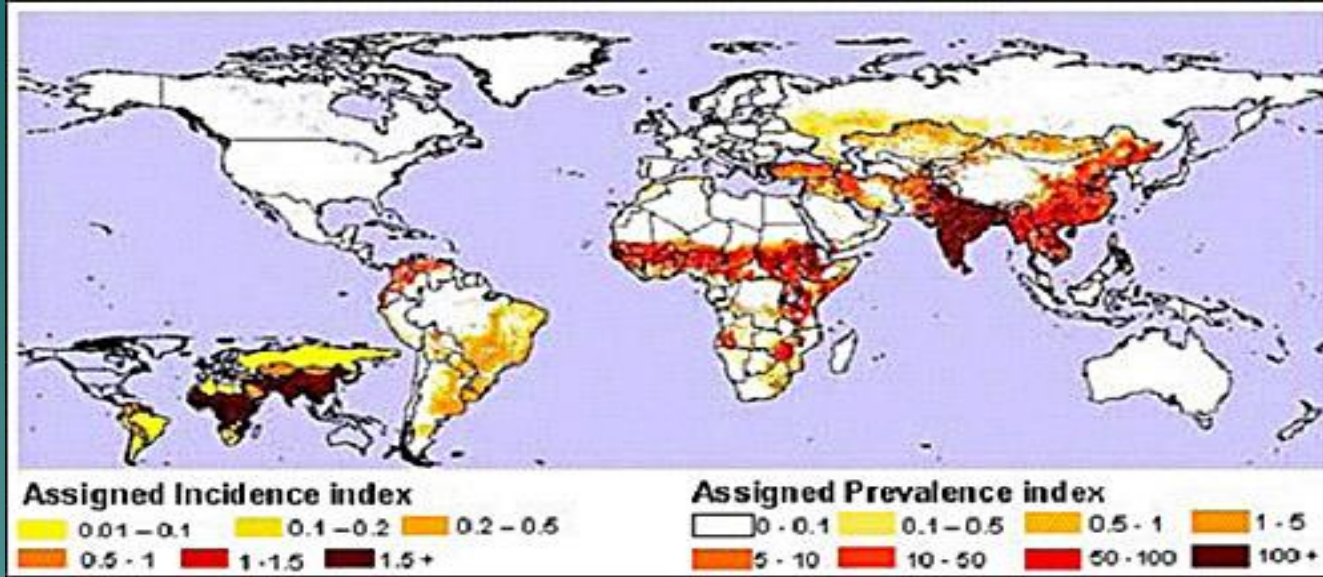 Assigned Incidence index
0.01 – 0.1 0.1 – 0.2 0.2 – 0.5
0.5 - 1 1 -1.5 1.5 +
Assigned Prevalence index
0 - 0.1 0.1 – 0.5 0.5 - 1 1 - 5
5 - 10 10 - 50 50 -100 100 +